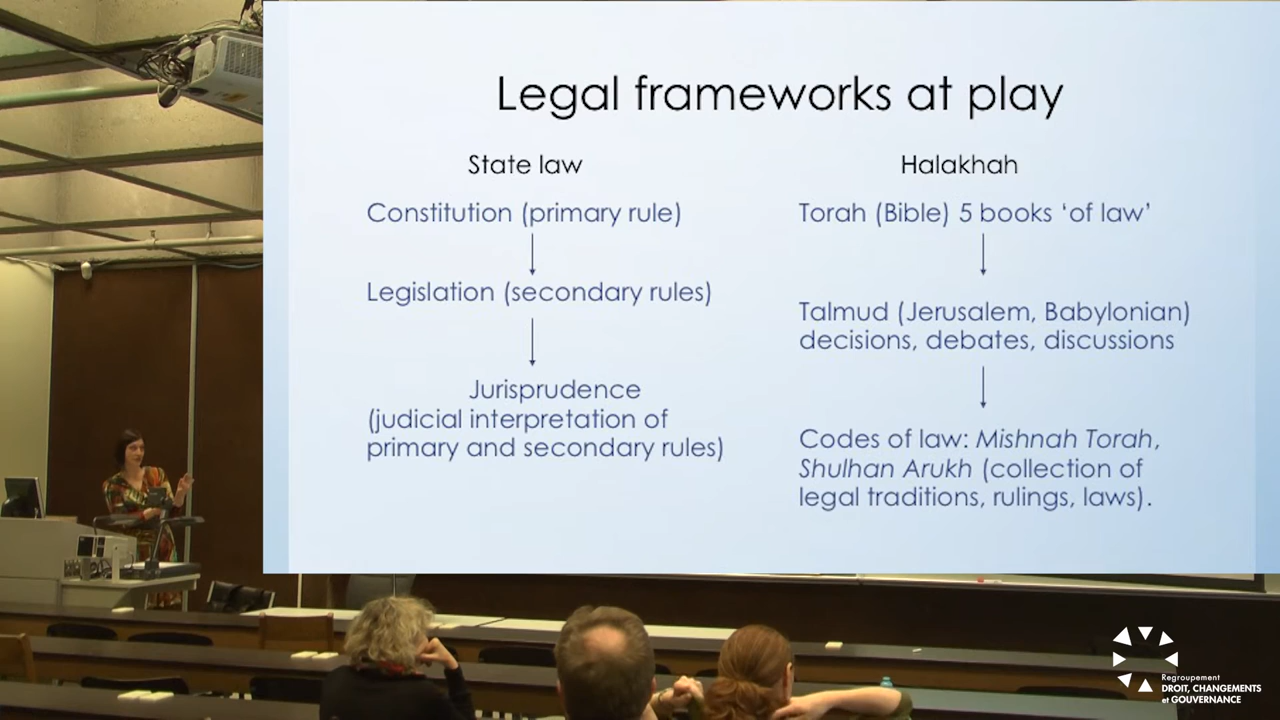 Legal frameworks at play
State law
Constitution (primary rule)
Legislation (secondary rules)
Jurisprudence
(judicial interpretation of
primary and secondary rules)
Halakhah
Torah (Bible) 5 books ‘of law’
Talmud (Jerusalem, Babylonian)
decisions, debates, discussions
Codes of law: Mishnah Torah,
Shulhan Arukh (collection of
legal traditions, rulings, laws).
Regroupement
DROIT, CHANGEMENTS
et GOUVERNANCE